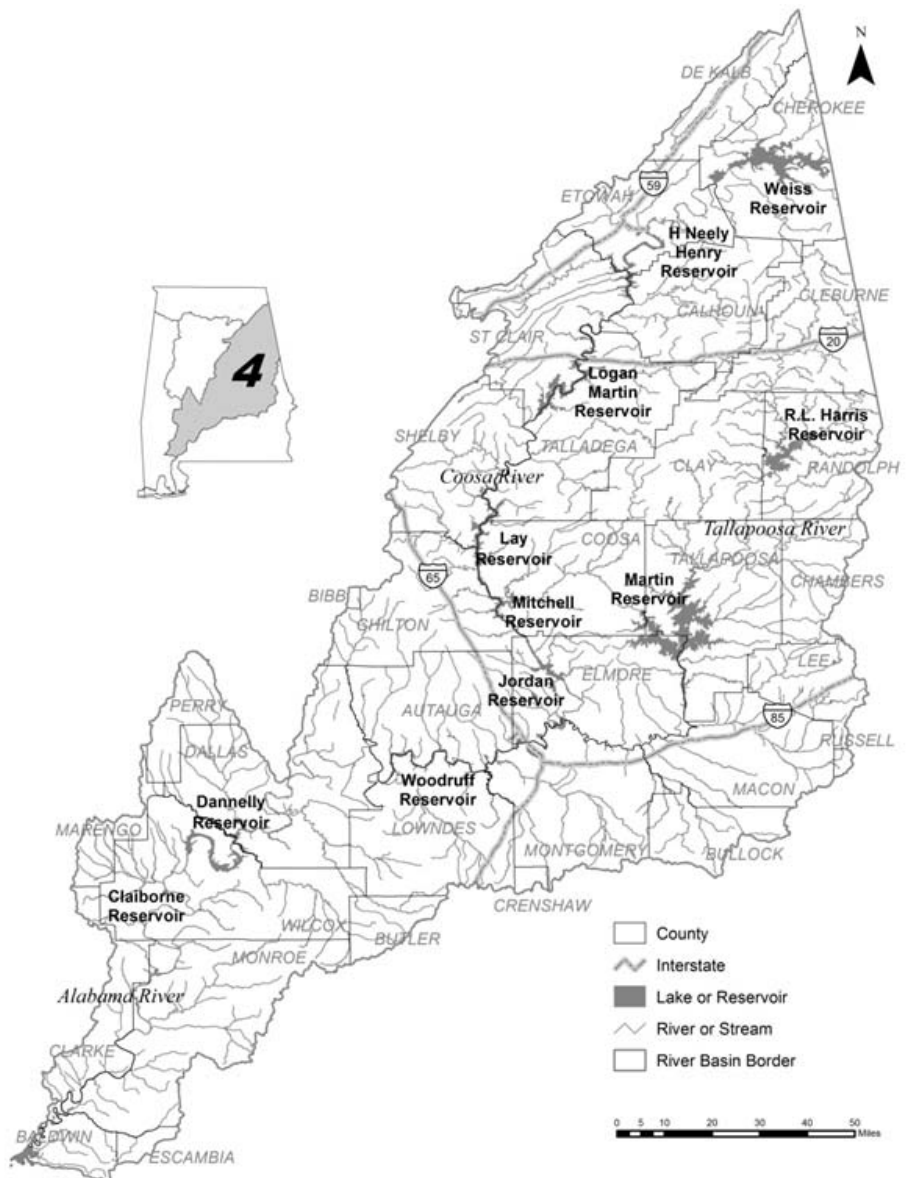 N
DE KALB
CHEROKEE
59
ETOWAH
Weiss
Reservoir
H Neely
Henry
Reservoir
CLEBURNE
CALHOUN
ST CLAIR
20
4
Logan
Martin
Reservoir
R.L. Harris
Reservoir
SHELBY
TALLADEGA
CLAY
RANDOLPH
Coosa River
Tallapoosa River
Lay
Reservoir
COOSA
TALLAPOOSA
65
Martin
Reservoir
CHAMBERS
BIBB
Mitchell
Reservoir
CHILTON
LEE
Jordan
Reservoir
ELMORE
PERRY
AUTAUGA
85
RUSSELL
DALLAS
Woodruff
Reservoir
MACON
Dannelly
Reservoir
MARENGO
LOWNDES
MONTGOMERY
BULLOCK
Claiborne
Reservoir
CRENSHAW
WILCOX
BUTLER
MONROE
Alabama River
CLARKE
BALDWIN
ESCAMBIA
County
Interstate
Lake or Reservoir
River or Stream
River Basin Border
0 5 10 20 30 40 50
Miles